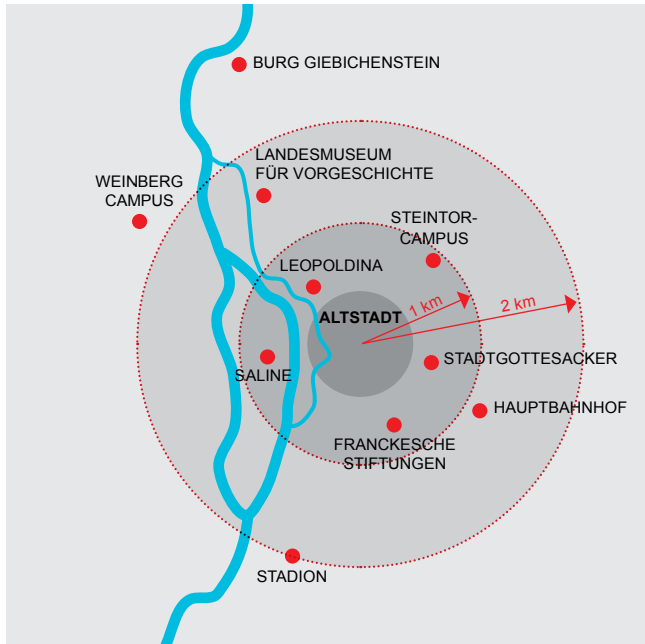 BURG GIEBICHENSTEIN
LANDESMUSEUM
FÜR VORGESCHICHTE
WEINBERG
CAMPUS
STEINTOR-
CAMPUS
LEOPOLDINA
1 km
2 km
ALTSTADT
STADTGOTTESACKER
SALINE
HAUPTBAHNHOF
FRANCKESCHE
STIFTUNGEN
STADION